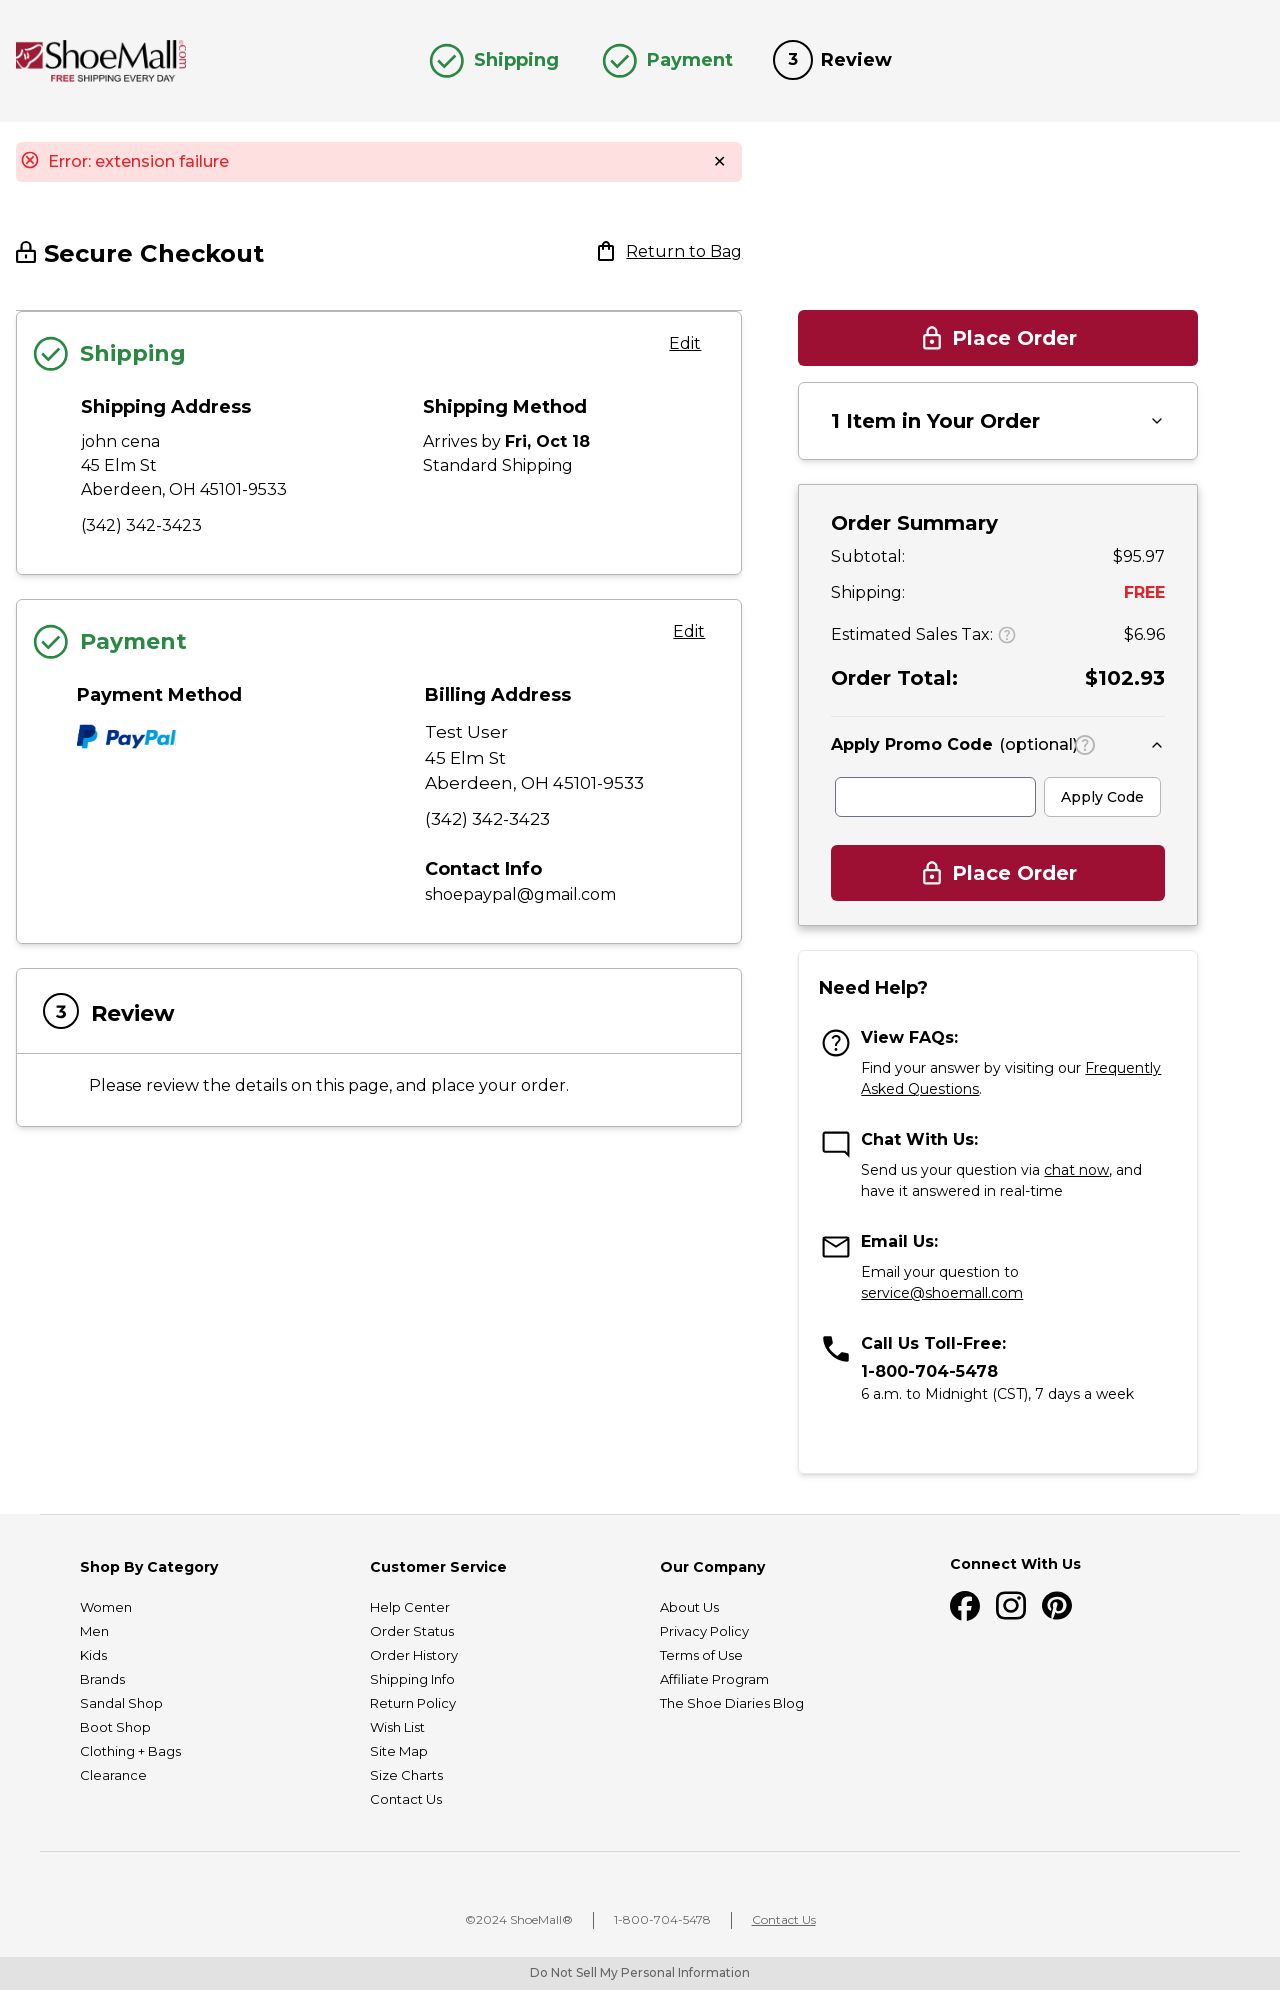 ShoeMall.com
FREE SHIPPING EVERY DAY
Shipping
Payment
3 Review
Error: extension failure
Secure Checkout
Return to Bag
Shipping
Edit
Shipping Address
john cena
45 Elm St
Aberdeen, OH 45101-9533
(342) 342-3423
Shipping Method
Arrives by Fri, Oct 18
Standard Shipping
Payment
Edit
Payment Method
PayPal
Billing Address
Test User
45 Elm St
Aberdeen, OH 45101-9533
(342) 342-3423
Contact Info
shoepaypal@gmail.com
3 Review
Please review the details on this page, and place your order.
Place Order
1 Item in Your Order
Order Summary
Subtotal: $95.97
Shipping: FREE
Estimated Sales Tax: ? $6.96
Order Total: $102.93
Apply Promo Code (optional) ?
Apply Code
Place Order
Need Help?
View FAQs:
Find your answer by visiting our Frequently
Asked Questions.
Chat With Us:
Send us your question via chat now, and
have it answered in real-time
Email Us:
Email your question to
service@shoemall.com
Call Us Toll-Free:
1-800-704-5478
6 a.m. to Midnight (CST), 7 days a week
Shop By Category
Women
Men
Kids
Brands
Sandal Shop
Boot Shop
Clothing + Bags
Clearance
Customer Service
Help Center
Order Status
Order History
Shipping Info
Return Policy
Wish List
Site Map
Size Charts
Contact Us
Our Company
About Us
Privacy Policy
Terms of Use
Affiliate Program
The Shoe Diaries Blog
Connect With Us
©2024 ShoeMall®
1-800-704-5478
Contact Us
Do Not Sell My Personal Information